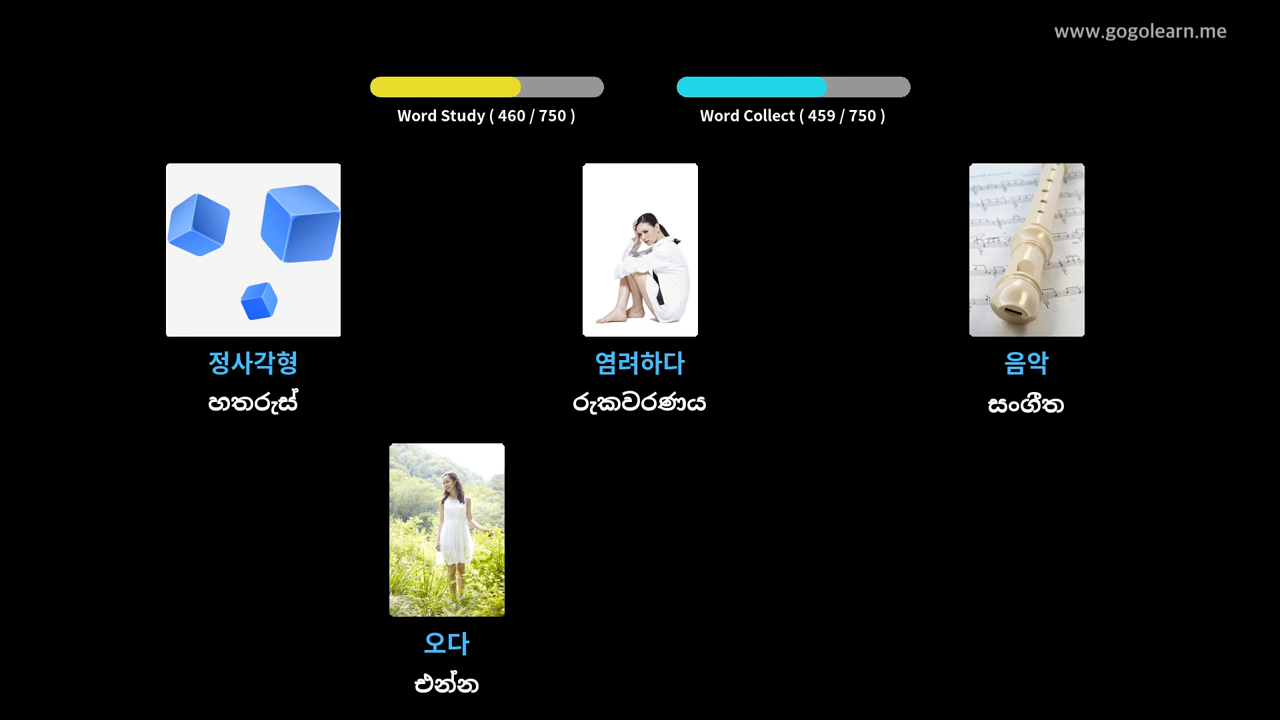 www.gogolearn.me
Word Study ( 460 / 750 )
Word Collect ( 459 / 750 )
정사각형
හතරැස්
염려하다
රැකවරණය
음악
සංගීත
오다
එන්න